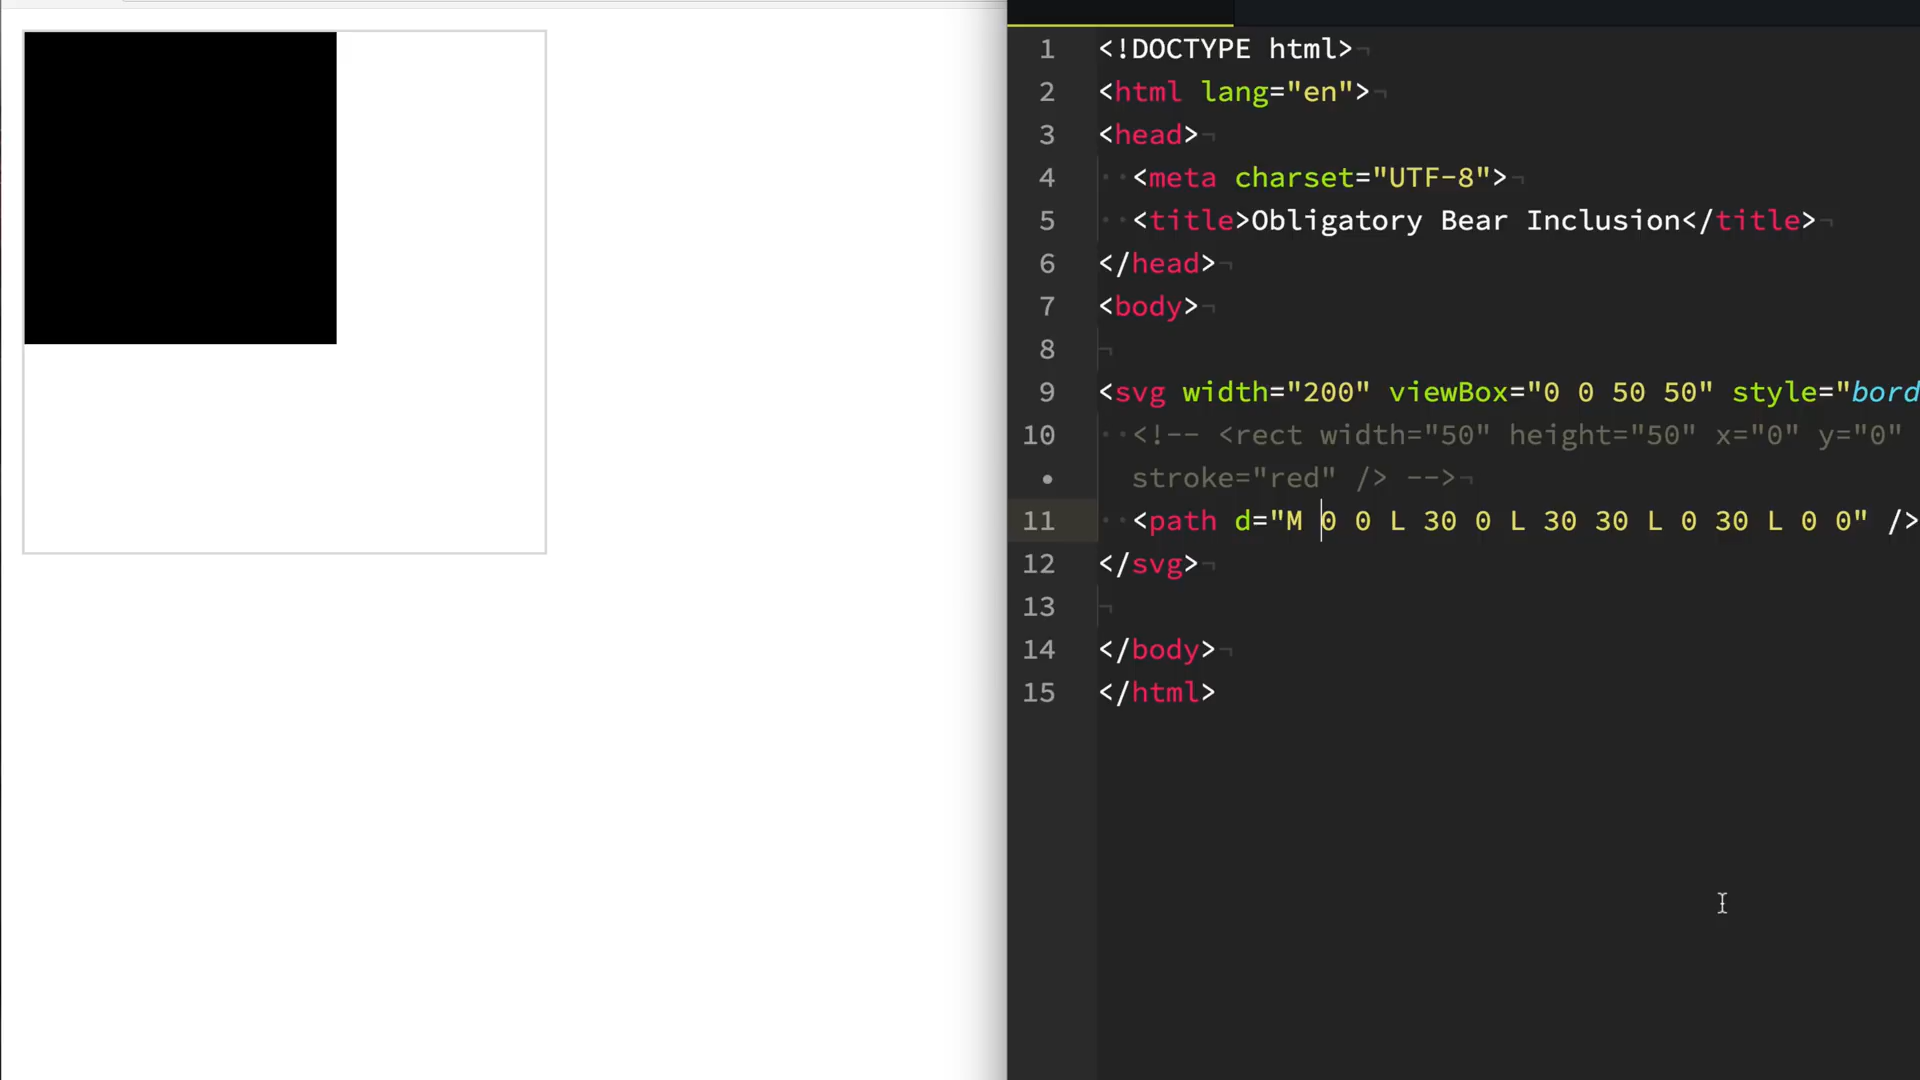 1 <!DOCTYPE html>¬
2 <html lang="en">¬
3 <head>¬
4 ··<meta charset="UTF-8">¬
5 ··<title>Obligatory Bear Inclusion</title>¬
6 </head>¬
7 <body>¬
8 ¬
9 <svg width="200" viewBox="0 0 50 50" style="bord
10 ··<!-- <rect width="50" height="50" x="0" y="0"
• stroke="red" /> -->¬
11 ··<path d="M 0 0 L 30 0 L 30 30 L 0 30 L 0 0" />
12 </svg>¬
13 ¬
14 </body>¬
15 </html>